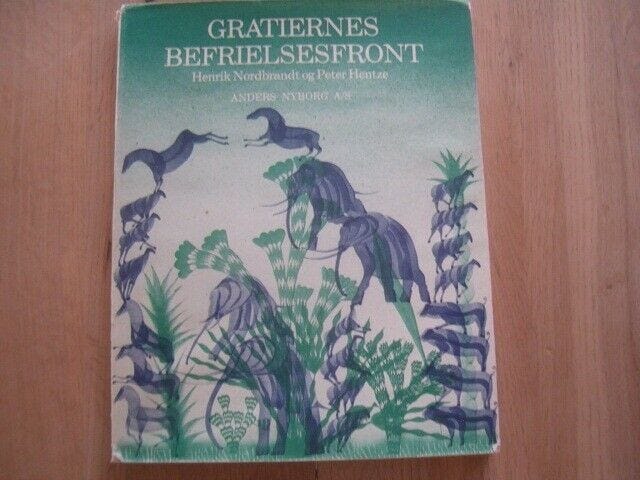 GRATIERNES
BEFRIELSESFRONT
Henrik Nordbrandt og Peter Hentze
ANDERS NYBORG A/S